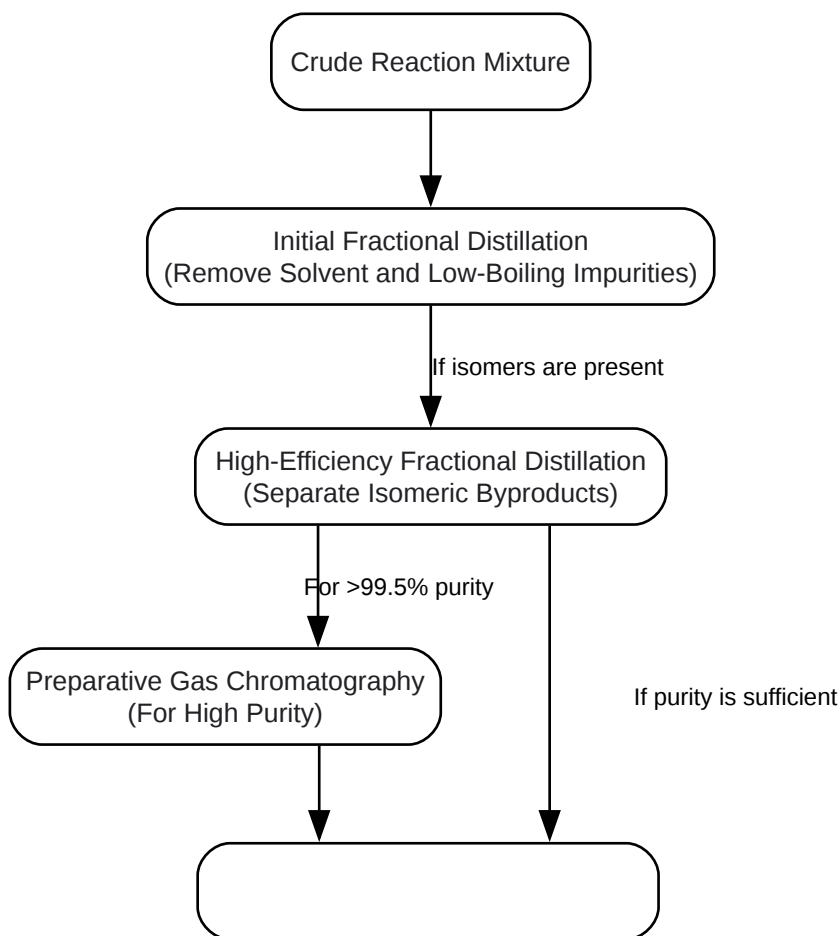 Crude Reaction Mixture
Initial Fractional Distillation
(Remove Solvent and Low-Boiling Impurities)
If isomers are present
High-Efficiency Fractional Distillation
(Separate Isomeric Byproducts)
For >99.5% purity
Preparative Gas Chromatography
(For High Purity)
If purity is sufficient